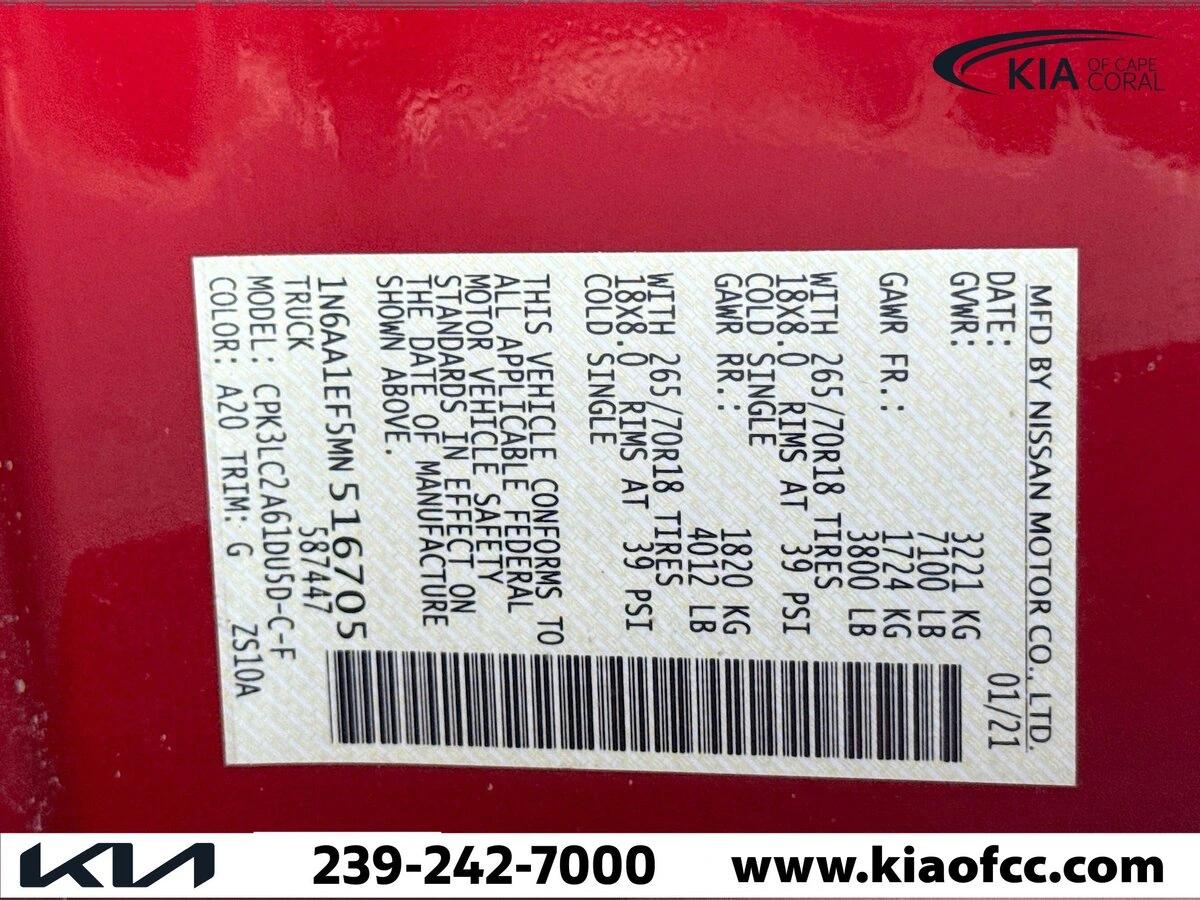 KIA OF CAPE CORAL
MFD BY NISSAN MOTOR CO., LTD.
DATE: 01/21
GVWR: 3221 KG
7100 LB
GAWR FR.: 1724 KG
3800 LB
WITH 265/70R18 TIRES
18X8.0 RIMS AT 39 PSI
COLD SINGLE
GAWR RR.: 1820 KG
4012 LB
WITH 265/70R18 TIRES
18X8.0 RIMS AT 39 PSI
COLD SINGLE
THIS VEHICLE CONFORMS TO
ALL APPLICABLE FEDERAL
MOTOR VEHICLE SAFETY
STANDARDS IN EFFECT ON
THE DATE OF MANUFACTURE
SHOWN ABOVE.
1N6AA1EF5MN516705
TRUCK 587447
MODEL: CPK3LC2A61DU5D-C-F
COLOR: A20 TRIM: G ZS10A
KIA 239-242-7000 www.kiaofcc.com